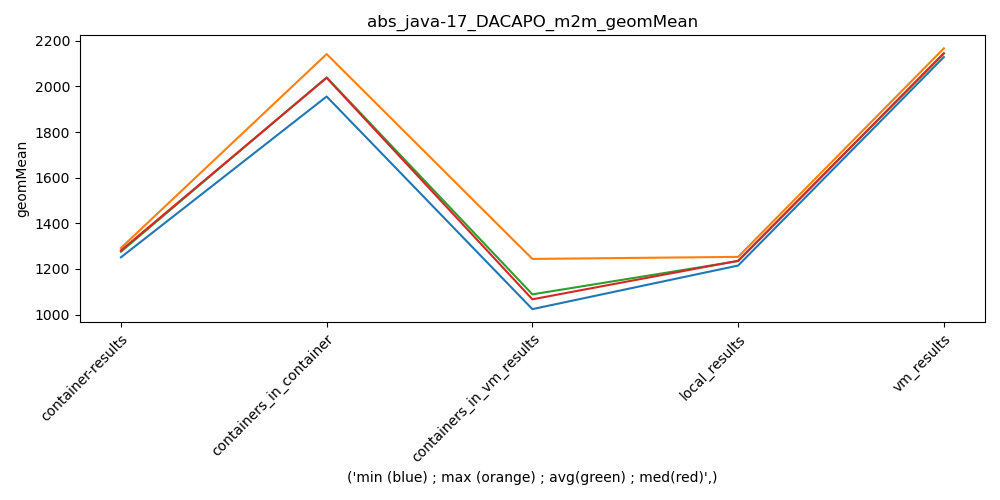 abs_java-17_DACAPO_m2m_geomMean
geomMean
2200
2000
1800
1600
1400
1200
1000
container-results
containers_in_container
containers_in_vm_results
local_results
vm_results
('min (blue) ; max (orange) ; avg(green) ; med(red)',)